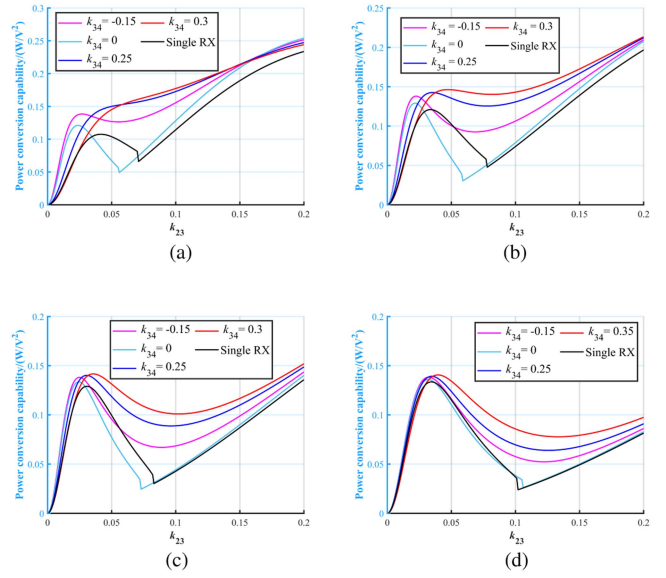 k34= -0.15 k34= 0.3
k34= 0 Single RX
k34= 0.25
Power conversion capability/(W/V2)
0.3
0.25
0.2
0.15
0.1
0.05
0
0 0.05 0.1 0.15 0.2
k23
(a)
k34= -0.15 k34= 0.3
k34= 0 Single RX
k34= 0.25
Power conversion capability/(W/V2)
0.25
0.2
0.15
0.1
0.05
0
0 0.05 0.1 0.15 0.2
k23
(b)
k34= -0.15 k34= 0.3
k34= 0 Single RX
k34= 0.25
Power conversion capability/(W/V2)
0.2
0.15
0.1
0.05
0
0 0.05 0.1 0.15 0.2
k23
(c)
k34= -0.15 k34= 0.35
k34= 0 Single RX
k34= 0.25
Power conversion capability/(W/V2)
0.2
0.15
0.1
0.05
0
0 0.05 0.1 0.15 0.2
k23
(d)